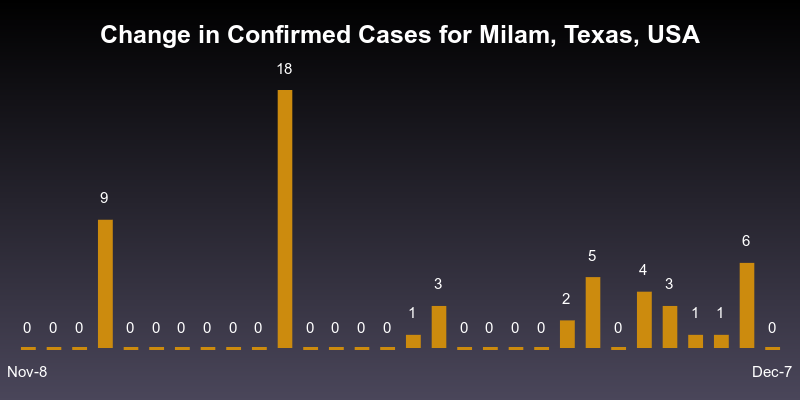 Change in Confirmed Cases for Milam, Texas, USA
0 0 0 9 0 0 0 0 0 0 18 0 0 0 0 1 3 0 0 0 0 2 5 0 4 3 1 1 6 0
Nov-8 Dec-7